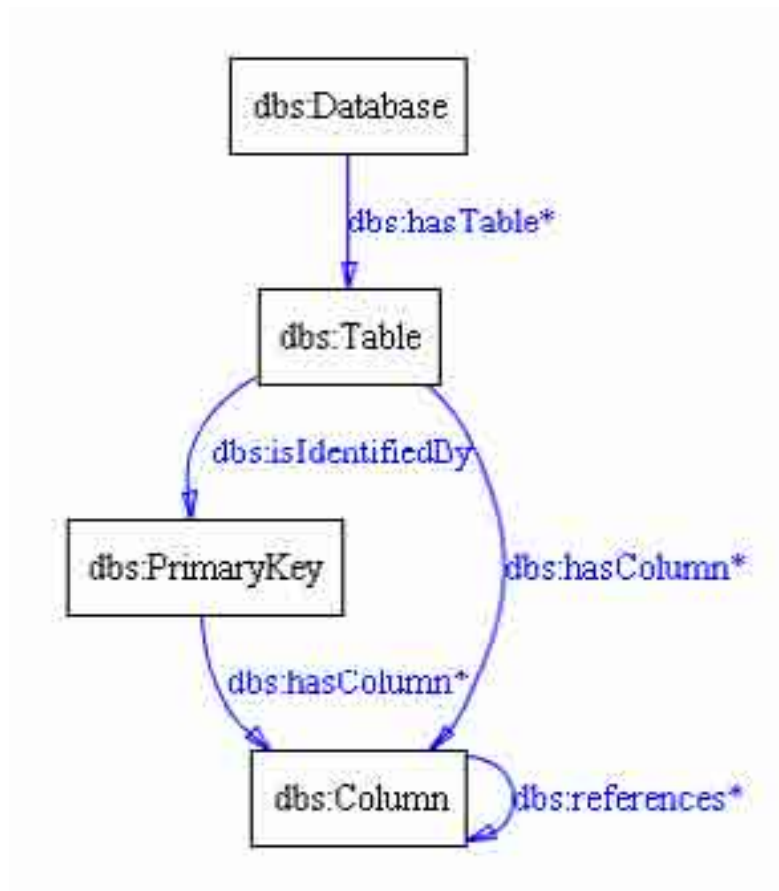 dbs:Database
dbs:hasTable*
dbs:Table
dbs:isIdentifiedBy
dbs:PrimaryKey
dbs:hasColumn*
dbs:hasColumn*
dbs:Column
dbs:references*